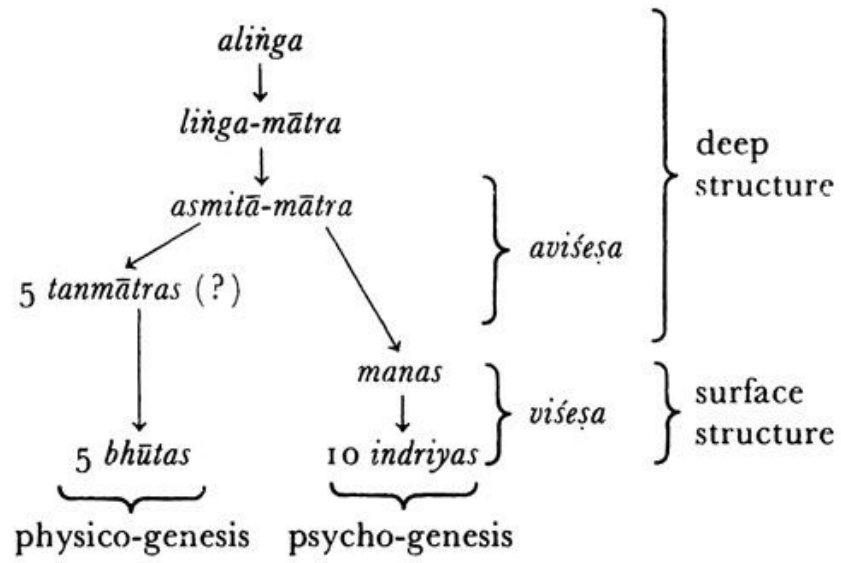 aliṅga
liṅga-mātra
asmitā-mātra
5 tanmātras (?)
manas
5 bhūtas
10 indriyas
physico-genesis
psycho-genesis
aviśeṣa
viśeṣa
deep
structure
surface
structure